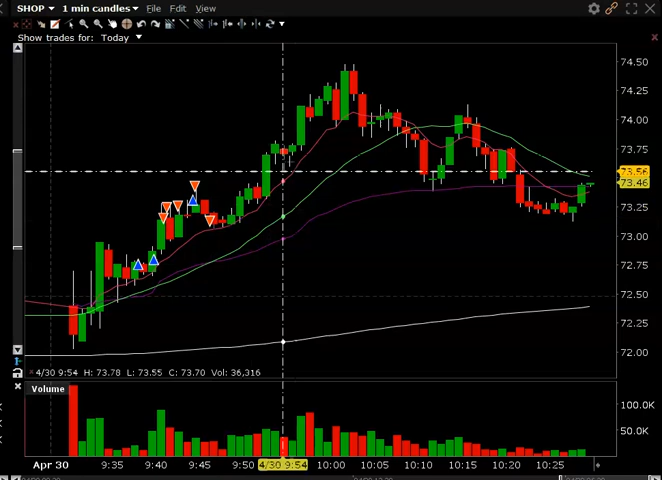 SHOP 1 min candles File Edit View
Show trades for: Today
74.50
74.25
74.00
73.75
73.56
73.46
73.25
73.00
72.75
72.50
72.25
72.00
4/30 9:54 H: 73.78 L: 73.55 C: 73.70 Vol: 36,316
Volume
100.0K
50.0K
Apr 30 9:35 9:40 9:45 9:50 4/30 9:54 10:00 10:05 10:10 10:15 10:20 10:25